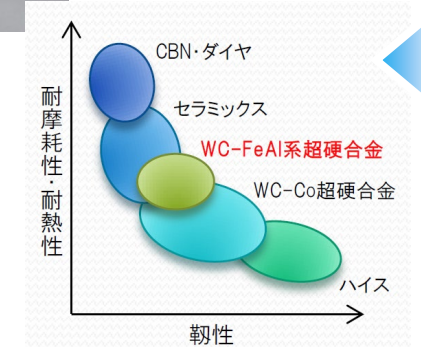 CBN・ダイヤ
セラミックス
WC-FeAl系超硬合金
WC-Co超硬合金
ハイス
耐摩耗性・耐熱性
靱性